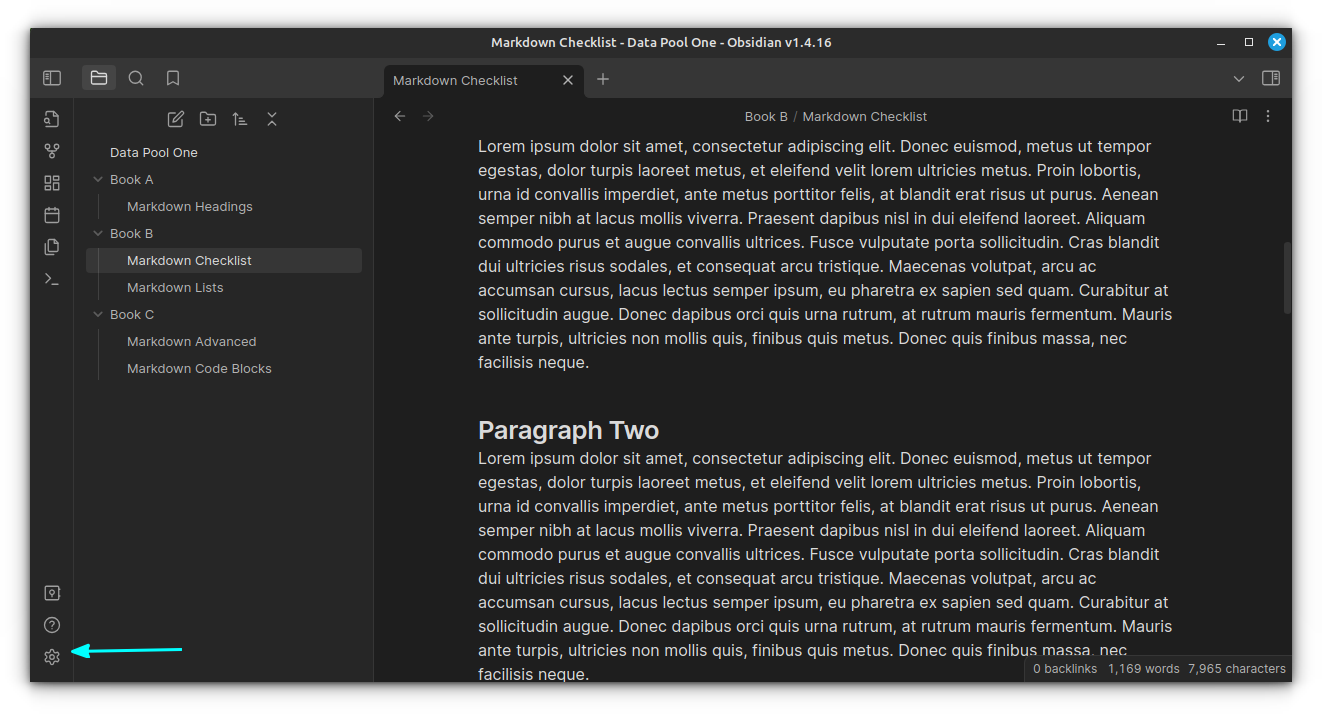 Markdown Checklist - Data Pool One - Obsidian v1.4.16
Markdown Checklist
Data Pool One
Book A
Markdown Headings
Book B
Markdown Checklist
Markdown Lists
Book C
Markdown Advanced
Markdown Code Blocks
Book B / Markdown Checklist
Lorem ipsum dolor sit amet, consectetur adipiscing elit. Donec euismod, metus ut tempor
egestas, dolor turpis laoreet metus, et eleifend velit lorem ultricies metus. Proin lobortis,
urna id convallis imperdiet, ante metus porttitor felis, at blandit erat risus ut purus. Aenean
semper nibh at lacus mollis viverra. Praesent dapibus nisl in dui eleifend laoreet. Aliquam
commodo purus et augue convallis ultrices. Fusce vulputate porta sollicitudin. Cras blandit
dui ultricies risus sodales, et consequat arcu tristique. Maecenas volutpat, arcu ac
accumsan cursus, lacus lectus semper ipsum, eu pharetra ex sapien sed quam. Curabitur at
sollicitudin augue. Donec dapibus orci quis urna rutrum, at rutrum mauris fermentum. Mauris
ante turpis, ultricies non mollis quis, finibus quis metus. Donec quis finibus massa, nec
facilisis neque.
Paragraph Two
Lorem ipsum dolor sit amet, consectetur adipiscing elit. Donec euismod, metus ut tempor
egestas, dolor turpis laoreet metus, et eleifend velit lorem ultricies metus. Proin lobortis,
urna id convallis imperdiet, ante metus porttitor felis, at blandit erat risus ut purus. Aenean
semper nibh at lacus mollis viverra. Praesent dapibus nisl in dui eleifend laoreet. Aliquam
commodo purus et augue convallis ultrices. Fusce vulputate porta sollicitudin. Cras blandit
dui ultricies risus sodales, et consequat arcu tristique. Maecenas volutpat, arcu ac
accumsan cursus, lacus lectus semper ipsum, eu pharetra ex sapien sed quam. Curabitur at
sollicitudin augue. Donec dapibus orci quis urna rutrum, at rutrum mauris fermentum. Mauris
ante turpis, ultricies non mollis quis, finibus quis metus. Donec quis finibus massa, nec
facilisis neque.
0 backlinks 1,169 words 7,965 characters